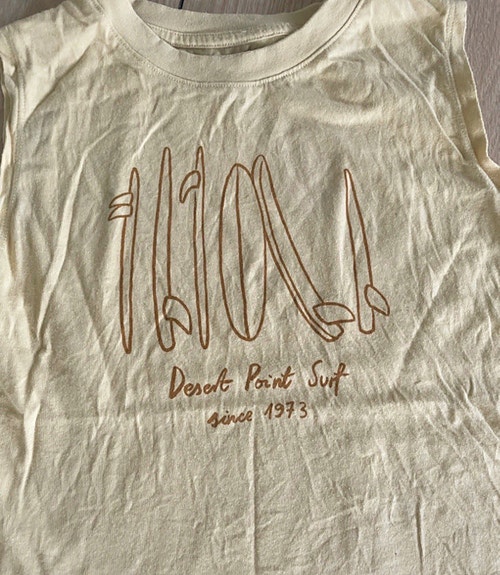 Desert Point Surf
since 1973